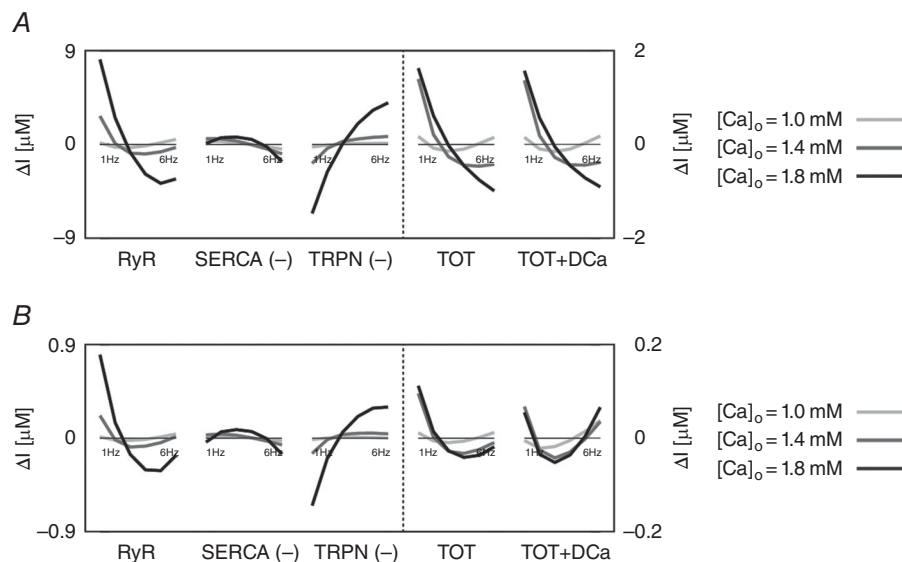 A
9
0
−9
ΔI [μM]
1Hz 6Hz 1Hz 6Hz 1Hz 6Hz 1Hz 6Hz 1Hz 6Hz
2
0
−2
ΔI [μM]
RyR SERCA (−) TRPN (−) TOT TOT+DCa
[Ca]o = 1.0 mM
[Ca]o = 1.4 mM
[Ca]o = 1.8 mM
B
0.9
0
−0.9
ΔI [μM]
1Hz 6Hz 1Hz 6Hz 1Hz 6Hz 1Hz 6Hz 1Hz 6Hz
0.2
0
−0.2
ΔI [μM]
RyR SERCA (−) TRPN (−) TOT TOT+DCa
[Ca]o = 1.0 mM
[Ca]o = 1.4 mM
[Ca]o = 1.8 mM